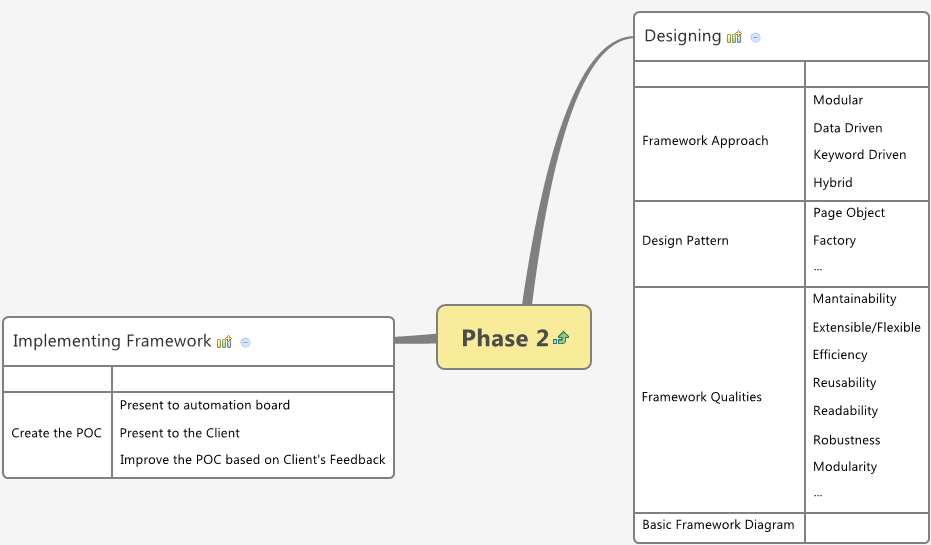 Designing
Framework Approach
Modular
Data Driven
Keyword Driven
Hybrid
Design Pattern
Page Object
Factory
...
Framework Qualities
Mantainability
Extensible/Flexible
Efficiency
Reusability
Readability
Robustness
Modularity
...
Basic Framework Diagram
Phase 2
Implementing Framework
Create the POC
Present to automation board
Present to the Client
Improve the POC based on Client's Feedback